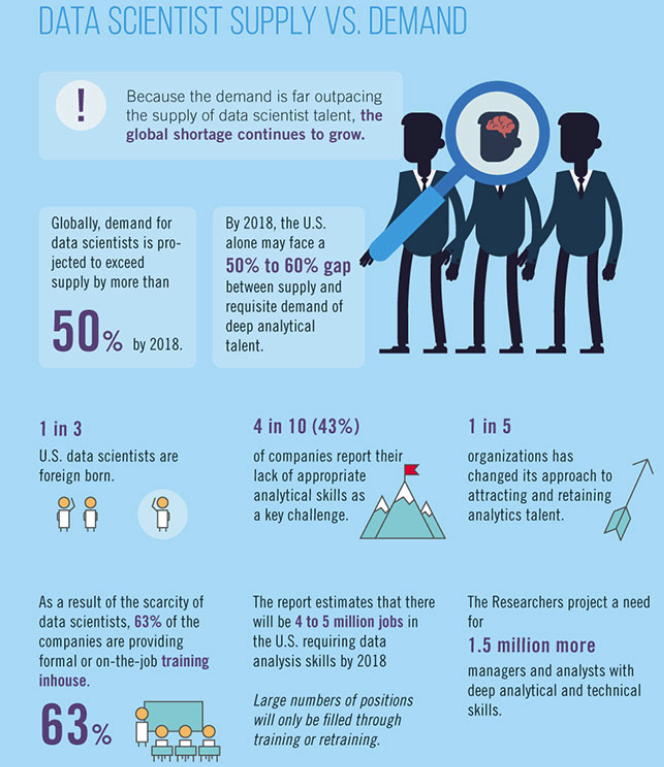 DATA SCIENTIST SUPPLY VS. DEMAND
!
Because the demand is far outpacing
the supply of data scientist talent, the
global shortage continues to grow.
Globally, demand for
data scientists is pro-
jected to exceed
supply by more than
50% by 2018.
By 2018, the U.S.
alone may face a
50% to 60% gap
between supply and
requisite demand of
deep analytical
talent.
1 in 3
U.S. data scientists are
foreign born.
4 in 10 (43%)
of companies report their
lack of appropriate
analytical skills as
a key challenge.
1 in 5
organizations has
changed its approach to
attracting and retaining
analytics talent.
As a result of the scarcity of
data scientists, 63% of the
companies are providing
formal or on-the-job training
inhouse.
63%
The report estimates that there
will be 4 to 5 million jobs in
the U.S. requiring data
analysis skills by 2018
Large numbers of positions
will only be filled through
training or retraining.
The Researchers project a need
for
1.5 million more
managers and analysts with
deep analytical and technical
skills.